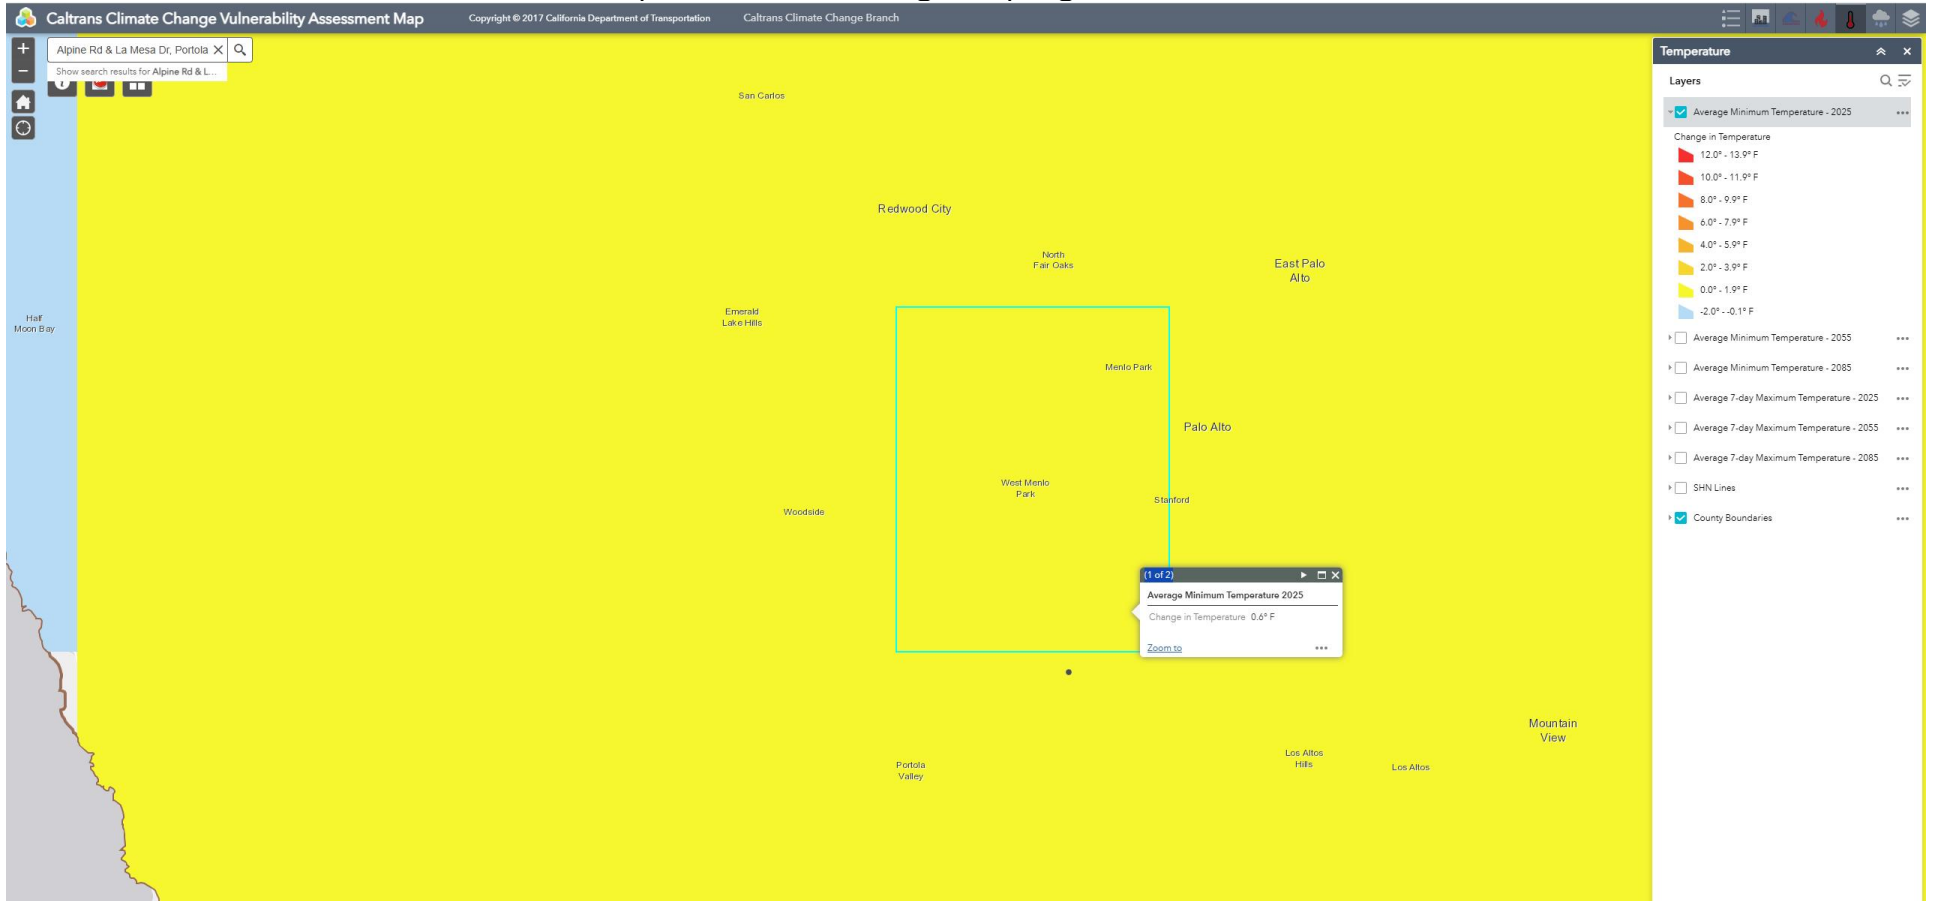 Caltrans Climate Change Vulnerability Assessment Map
Copyright © 2017 California Department of Transportation
Caltrans Climate Change Branch
Alpine Rd & La Mesa Dr, Portola
Show search results for Alpine Rd & L...
San Carlos
Redwood City
North
Fair Oaks
East Palo
Alto
Emerald
Lake Hills
Half
Moon Bay
Menlo Park
Palo Alto
West Menlo
Park
Stanford
Woodside
(1 of 2)
Average Minimum Temperature 2025
Change in Temperature 0.6° F
Zoom to
Mountain
View
Los Altos
Hills
Los Altos
Portola
Valley
Temperature
Layers
Average Minimum Temperature - 2025
Change in Temperature
12.0° - 13.9° F
10.0° - 11.9° F
8.0° - 9.9° F
6.0° - 7.9° F
4.0° - 5.9° F
2.0° - 3.9° F
0.0° - 1.9° F
-2.0° - -0.1° F
Average Minimum Temperature - 2055
Average Minimum Temperature - 2085
Average 7-day Maximum Temperature - 2025
Average 7-day Maximum Temperature - 2055
Average 7-day Maximum Temperature - 2085
SHN Lines
County Boundaries